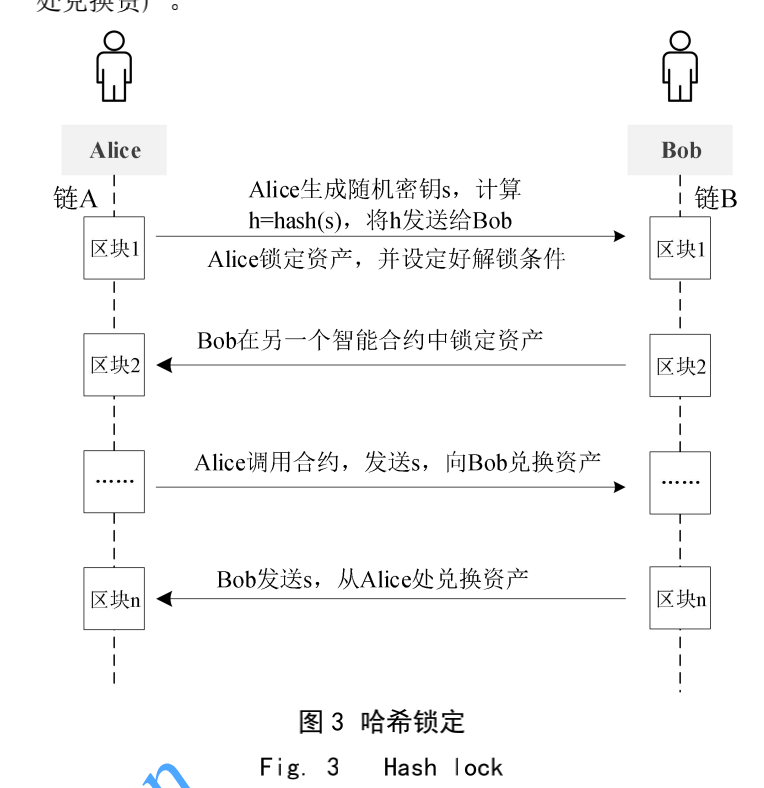 处兑换资产。
Alice
Bob
链A
链B
Alice生成随机密钥s，计算
h=hash(s)，将h发送给Bob
区块1
区块1
Alice锁定资产，并设定好解锁条件
Bob在另一个智能合约中锁定资产
区块2
区块2
Alice调用合约，发送s，向Bob兑换资产
……
……
Bob发送s，从Alice处兑换资产
区块n
区块n
图 3 哈希锁定
Fig. 3 Hash lock